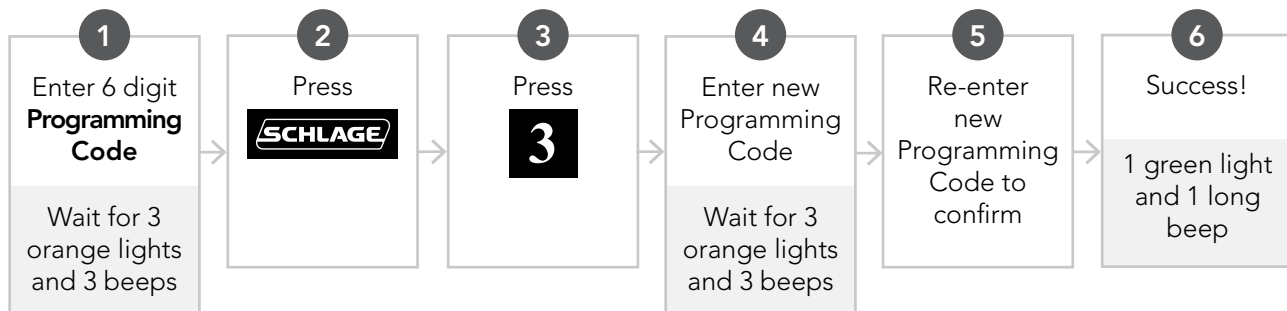 1
Enter 6 digit
Programming
Code
Wait for 3
orange lights
and 3 beeps
2
Press
SCHLAGE
3
Press
3
4
Enter new
Programming
Code
Wait for 3
orange lights
and 3 beeps
5
Re-enter
new
Programming
Code to
confirm
6
Success!
1 green light
and 1 long
beep